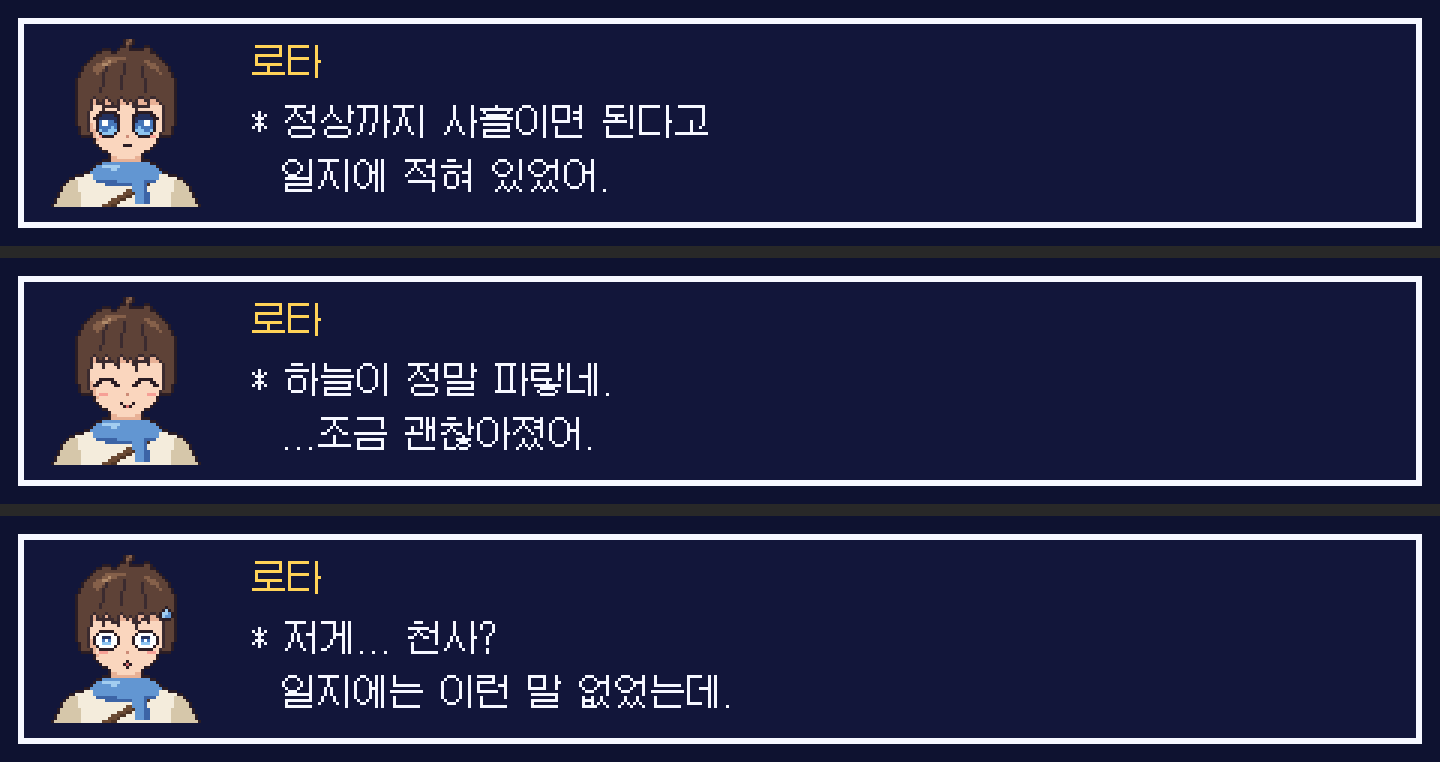 로타
* 정상까지 사흘이면 된다고
일지에 적혀 있었어.
로타
* 하늘이 정말 파랗네.
...조금 괜찮아졌어.
로타
* 저게... 천사?
일지에는 이런 말 없었는데.